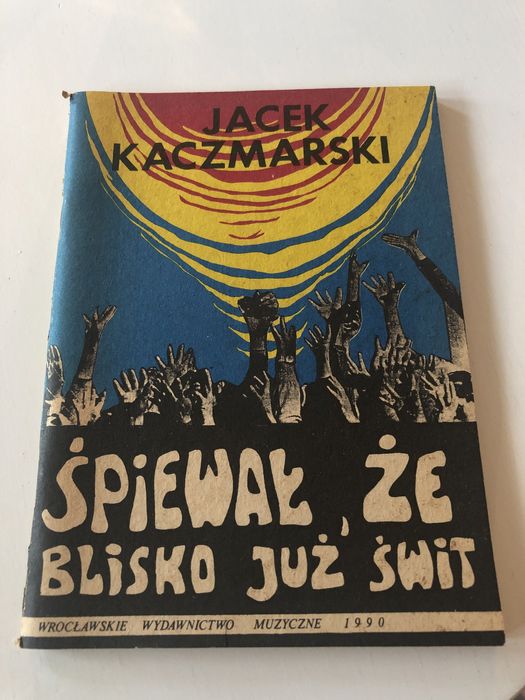 JACEK
KACZMARSKI
ŚPIEWAŁ, ŻE
BLISKO JUŻ ŚWIT
WROCŁAWSKIE WYDAWNICTWO MUZYCZNE 1990